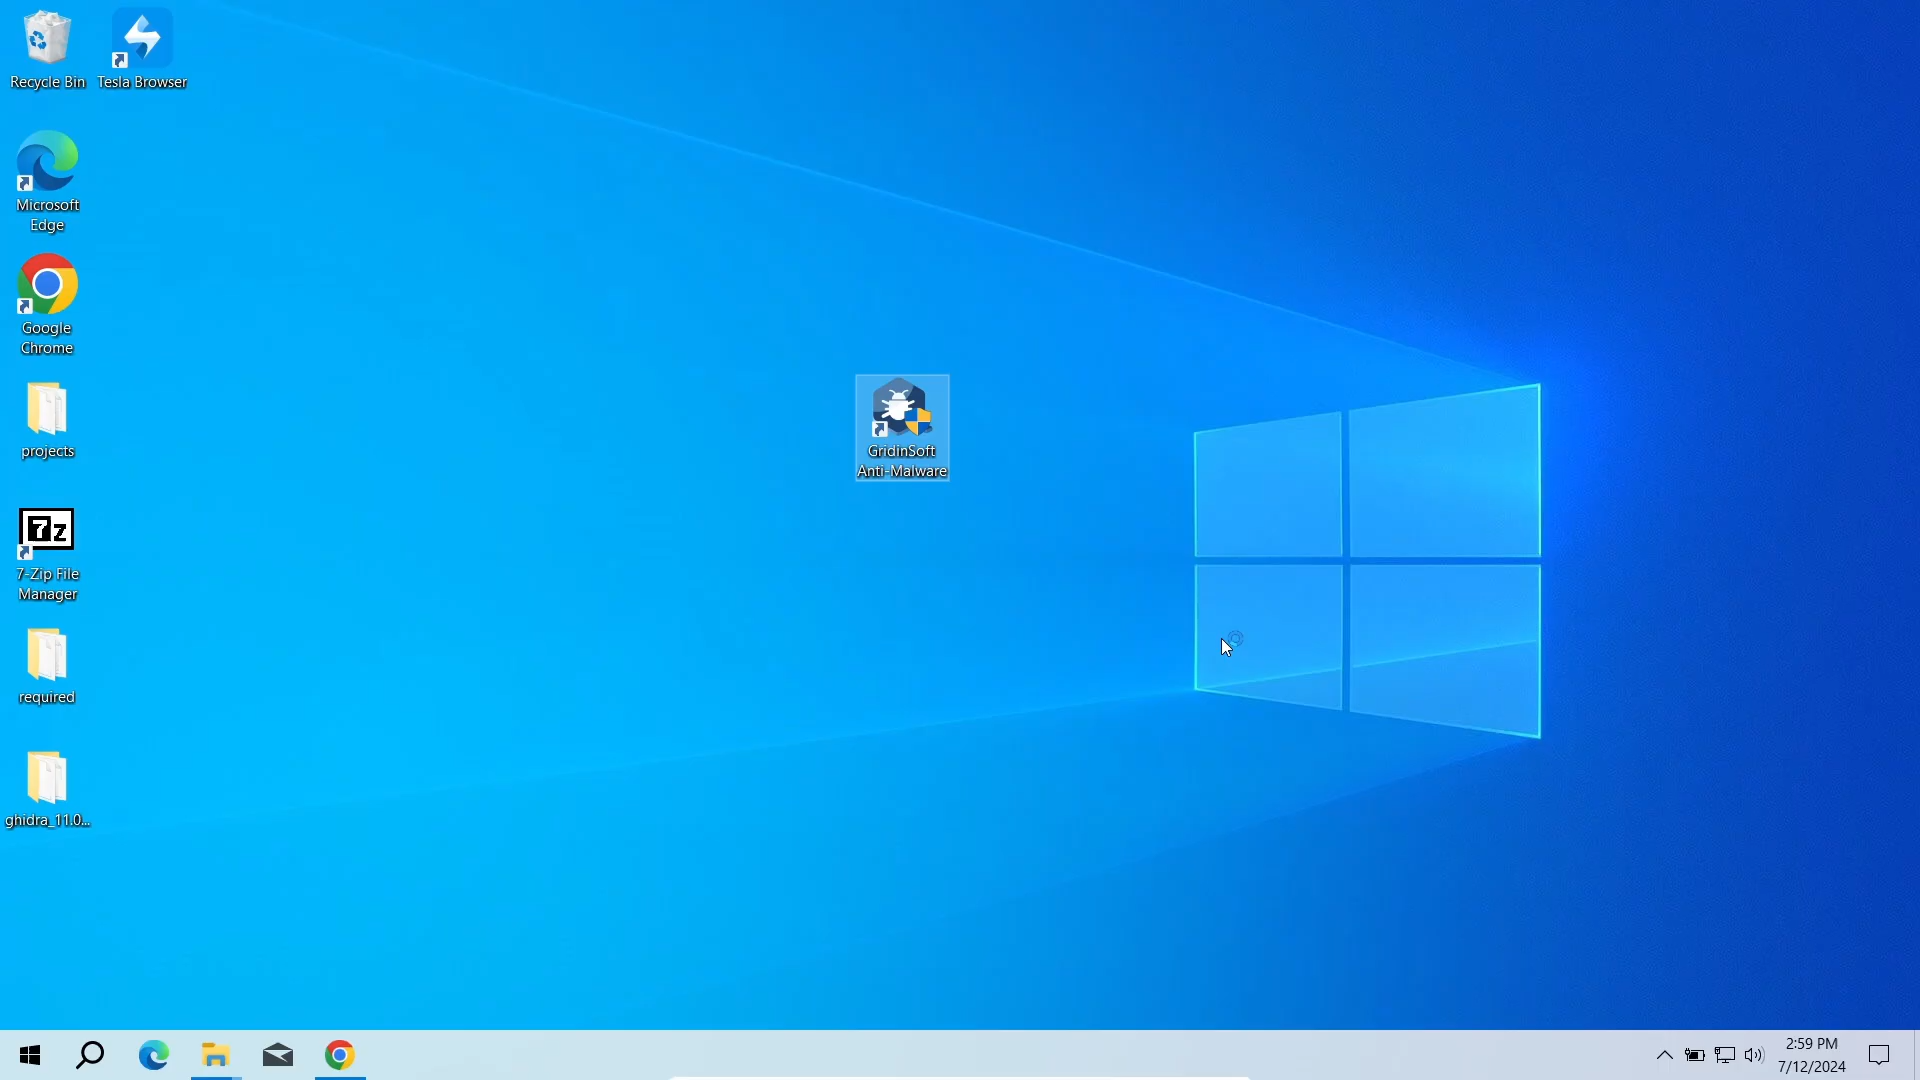 Recycle Bin
Tesla Browser
Microsoft
Edge
Google
Chrome
projects
7z
7-Zip File
Manager
required
ghidra_11.0...
GridinSoft
Anti-Malware
2:59 PM
7/12/2024